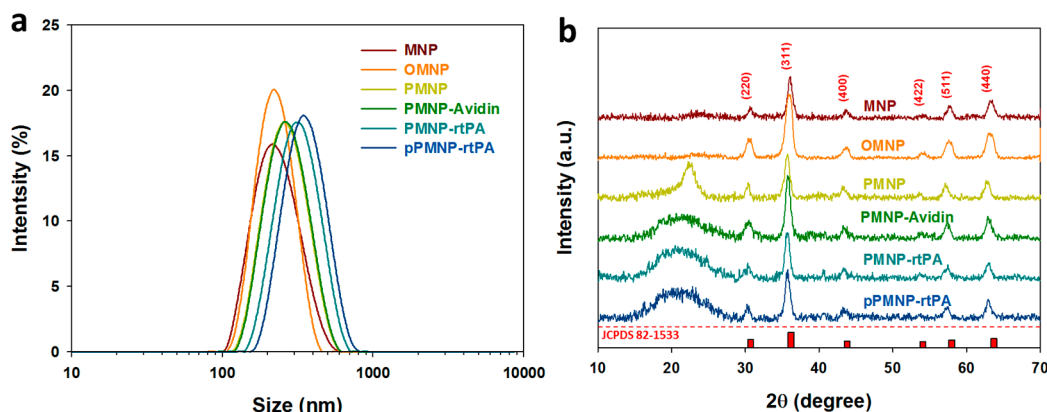 a
Intentsity (%)
25
20
15
10
5
0
10
100
1000
10000
Size (nm)
MNP
OMNP
PMNP
PMNP-Avidin
PMNP-rtPA
pPMNP-rtPA
b
Intensity (a.u.)
(220)
(311)
(400)
(422)
(511)
(440)
MNP
OMNP
PMNP
PMNP-Avidin
PMNP-rtPA
pPMNP-rtPA
JCPDS 82-1533
10
20
30
40
50
60
70
2θ (degree)